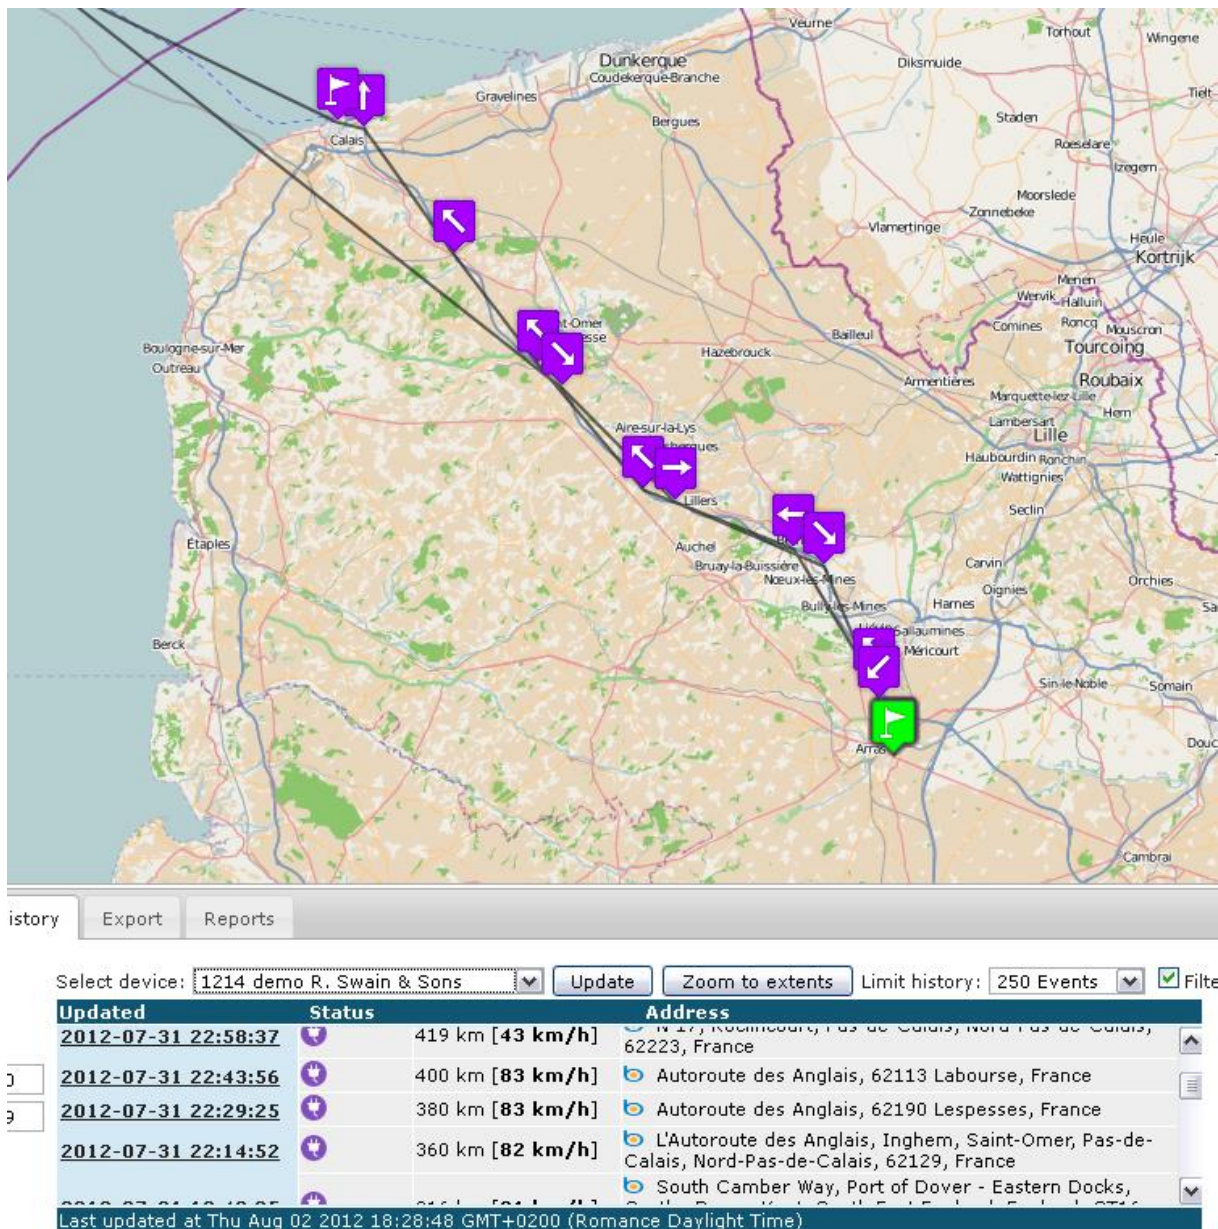 Veurne
Torhout
Wingene
Dunkerque
Diksmuide
Coudekerque-Branche
Gravelines
Tielt
Staden
Bergues
Calais
Roeselare
Izegem
Moorslede
Zonnebeke
Vlamertinge
Heule
Kortrijk
Menen
Wervik
Halluin
Comines
Roncq
Mouscron
Bailleul
Tourcoing
Boulogne-sur-Mer
Hazebrouck
Outreau
Armentières
Roubaix
Marquette-lez-Lille
Hem
Lambersart
Aire-sur-la-Lys
Lille
Haubourdin
Ronchin
Wattignies
Lillers
Seclin
Étaples
Auchel
Bruay-la-Buissière
Carvin
Nœux-les-Mines
Orchies
Oignies
Bully-les-Mines
Harnes
Sallaumines
Berck
Méricourt
Sin-le-Noble
Somain
Arras
Cambrai
istory
Export
Reports
Select device: 1214 demo R. Swain & Sons Update Zoom to extents Limit history: 250 Events Filte
Updated Status Address
2012-07-31 22:58:37 419 km [43 km/h]
62223, France
2012-07-31 22:43:56 400 km [83 km/h] Autoroute des Anglais, 62113 Labourse, France
2012-07-31 22:29:25 380 km [83 km/h] Autoroute des Anglais, 62190 Lespesses, France
2012-07-31 22:14:52 360 km [82 km/h] L'Autoroute des Anglais, Inghem, Saint-Omer, Pas-de-
Calais, Nord-Pas-de-Calais, 62129, France
South Camber Way, Port of Dover - Eastern Docks,
Last updated at Thu Aug 02 2012 18:28:48 GMT+0200 (Romance Daylight Time)